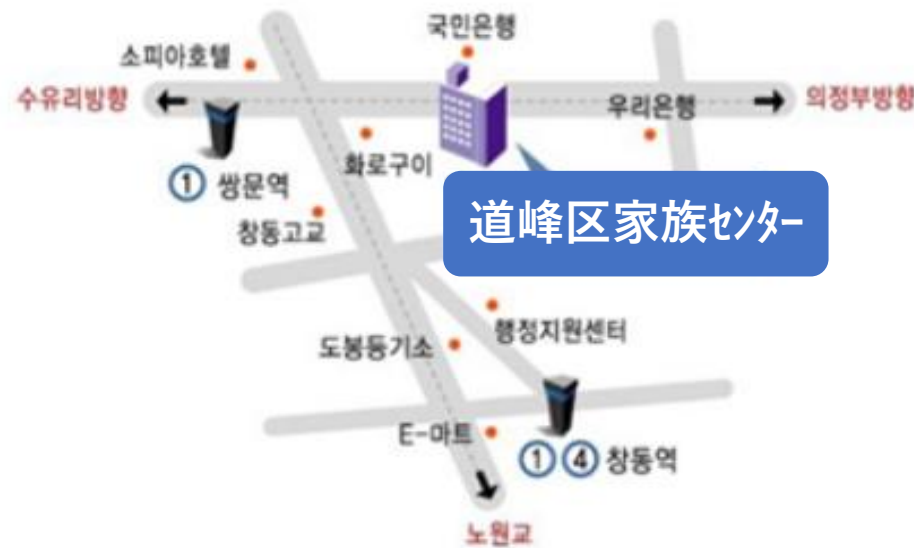 국민은행
소피아호텔
수유리방향
우리은행
의정부방향
화로구이
① 쌍문역
道峰区家族ｾﾝﾀｰ
창동고교
행정지원센터
도봉등기소
E-마트
① ④ 창동역
노원교